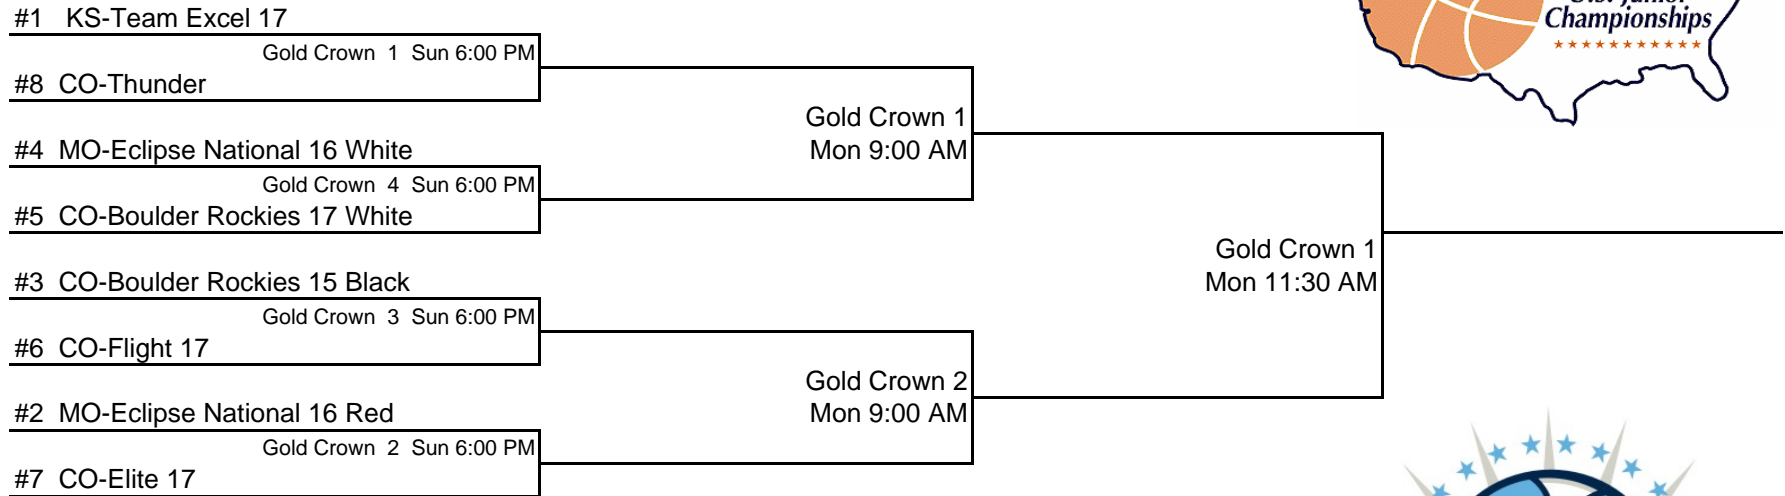 #1 KS-Team Excel 17
Gold Crown 1 Sun 6:00 PM
#8 CO-Thunder
#4 MO-Eclipse National 16 White
Gold Crown 4 Sun 6:00 PM
#5 CO-Boulder Rockies 17 White
#3 CO-Boulder Rockies 15 Black
Gold Crown 3 Sun 6:00 PM
#6 CO-Flight 17
#2 MO-Eclipse National 16 Red
Gold Crown 2 Sun 6:00 PM
#7 CO-Elite 17
Gold Crown 1
Mon 9:00 AM
Gold Crown 2
Mon 9:00 AM
Gold Crown 1
Mon 11:30 AM
Championships